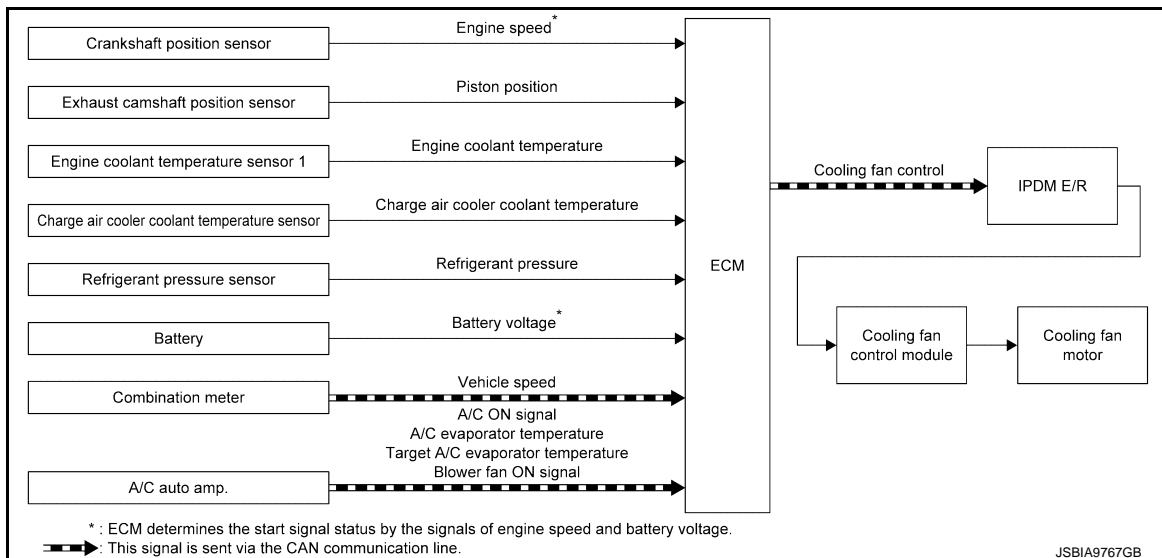 Crankshaft position sensor
Engine speed*
Exhaust camshaft position sensor
Piston position
Engine coolant temperature sensor 1
Engine coolant temperature
Charge air cooler coolant temperature sensor
Charge air cooler coolant temperature
Refrigerant pressure sensor
Refrigerant pressure
Battery
Battery voltage*
Combination meter
Vehicle speed
A/C auto amp.
A/C ON signal
A/C evaporator temperature
Target A/C evaporator temperature
Blower fan ON signal
ECM
Cooling fan control
IPDM E/R
Cooling fan
control module
Cooling fan
motor
* : ECM determines the start signal status by the signals of engine speed and battery voltage.
: This signal is sent via the CAN communication line.
JSBIA9767GB